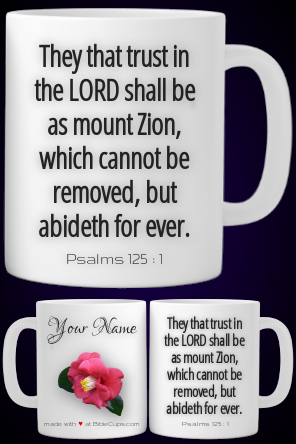 They that trust in
the LORD shall be
as mount Zion,
which cannot be
removed, but
abideth for ever.
Psalms 125 : 1
Your Name
made with ♥ at BibleCups.com
They that trust in
the LORD shall be
as mount Zion,
which cannot be
removed, but
abideth for ever.
Psalms 125 : 1